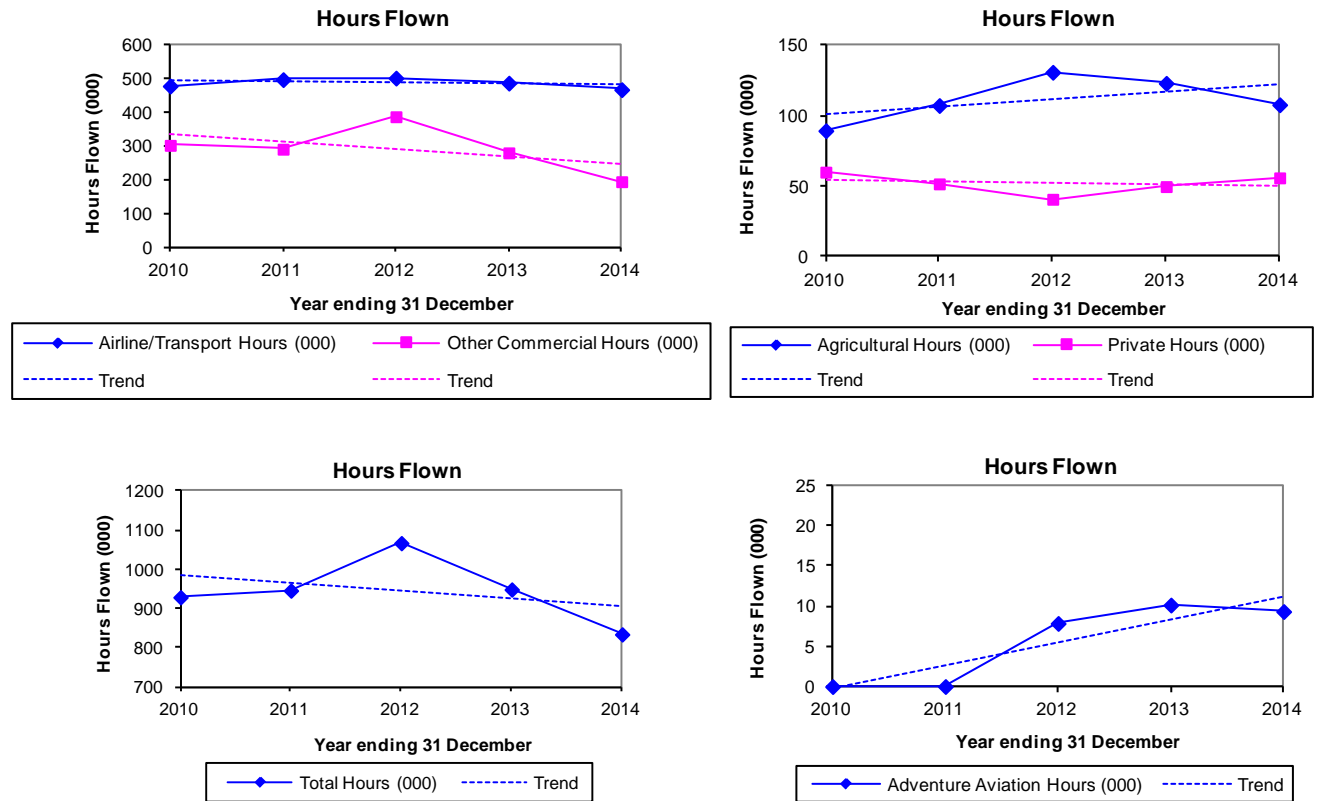 Hours Flown
Hours Flown (000)
600
500
400
300
200
100
0
2010 2011 2012 2013 2014
Year ending 31 December
Airline/Transport Hours (000) Other Commercial Hours (000)
Trend Trend
Hours Flown
Hours Flown (000)
150
100
50
0
2010 2011 2012 2013 2014
Year ending 31 December
Agricultural Hours (000) Private Hours (000)
Trend Trend
Hours Flown
Hours Flown (000)
1200
1100
1000
900
800
700
2010 2011 2012 2013 2014
Year ending 31 December
Total Hours (000) Trend
Hours Flown
Hours Flown (000)
25
20
15
10
5
0
2010 2011 2012 2013 2014
Year ending 31 December
Adventure Aviation Hours (000) Trend